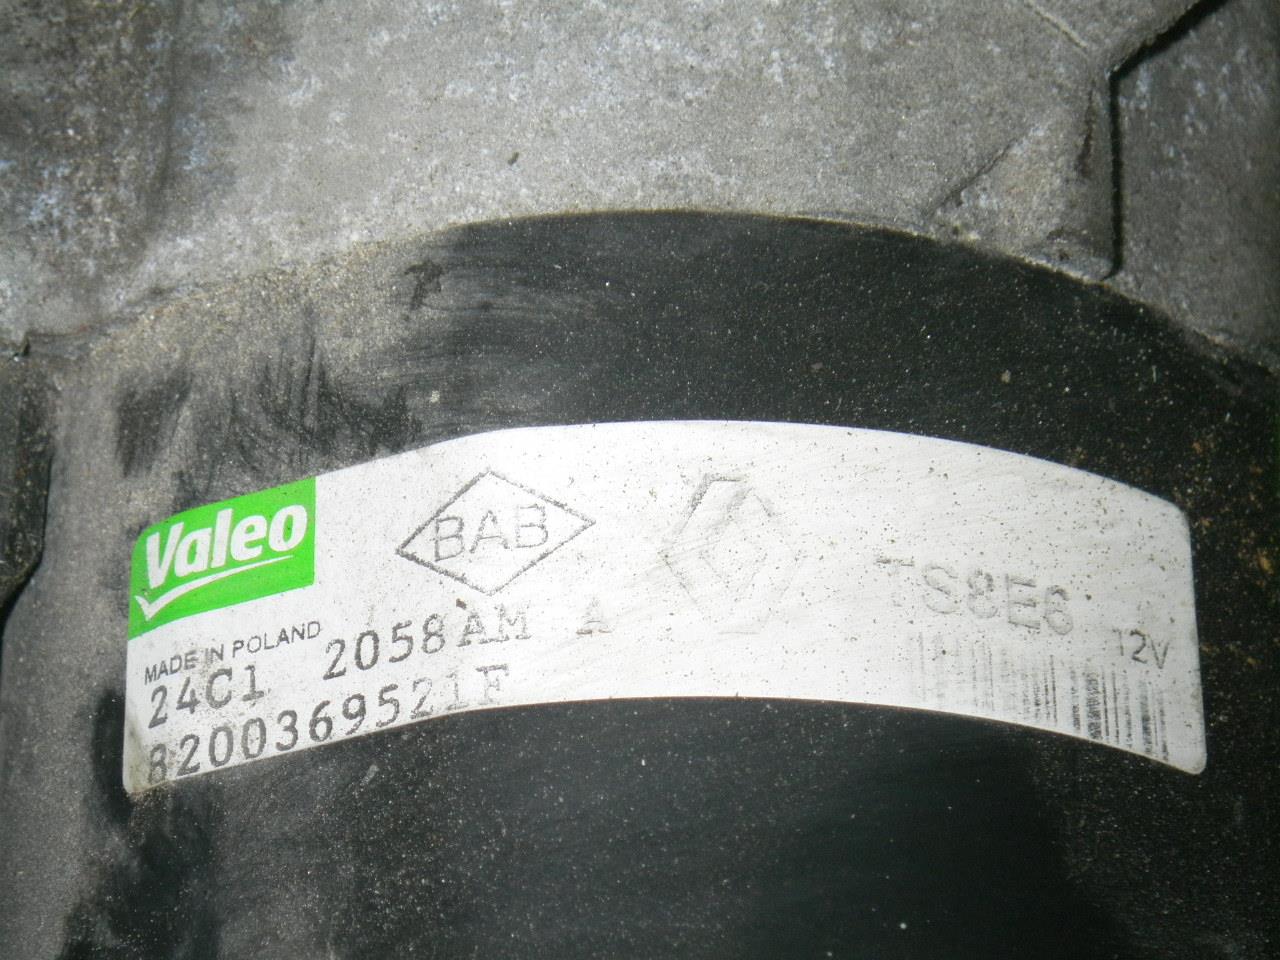 Valeo
BAB
TS8E6
12V
MADE IN POLAND
24C1 2058AM A
8200369521F